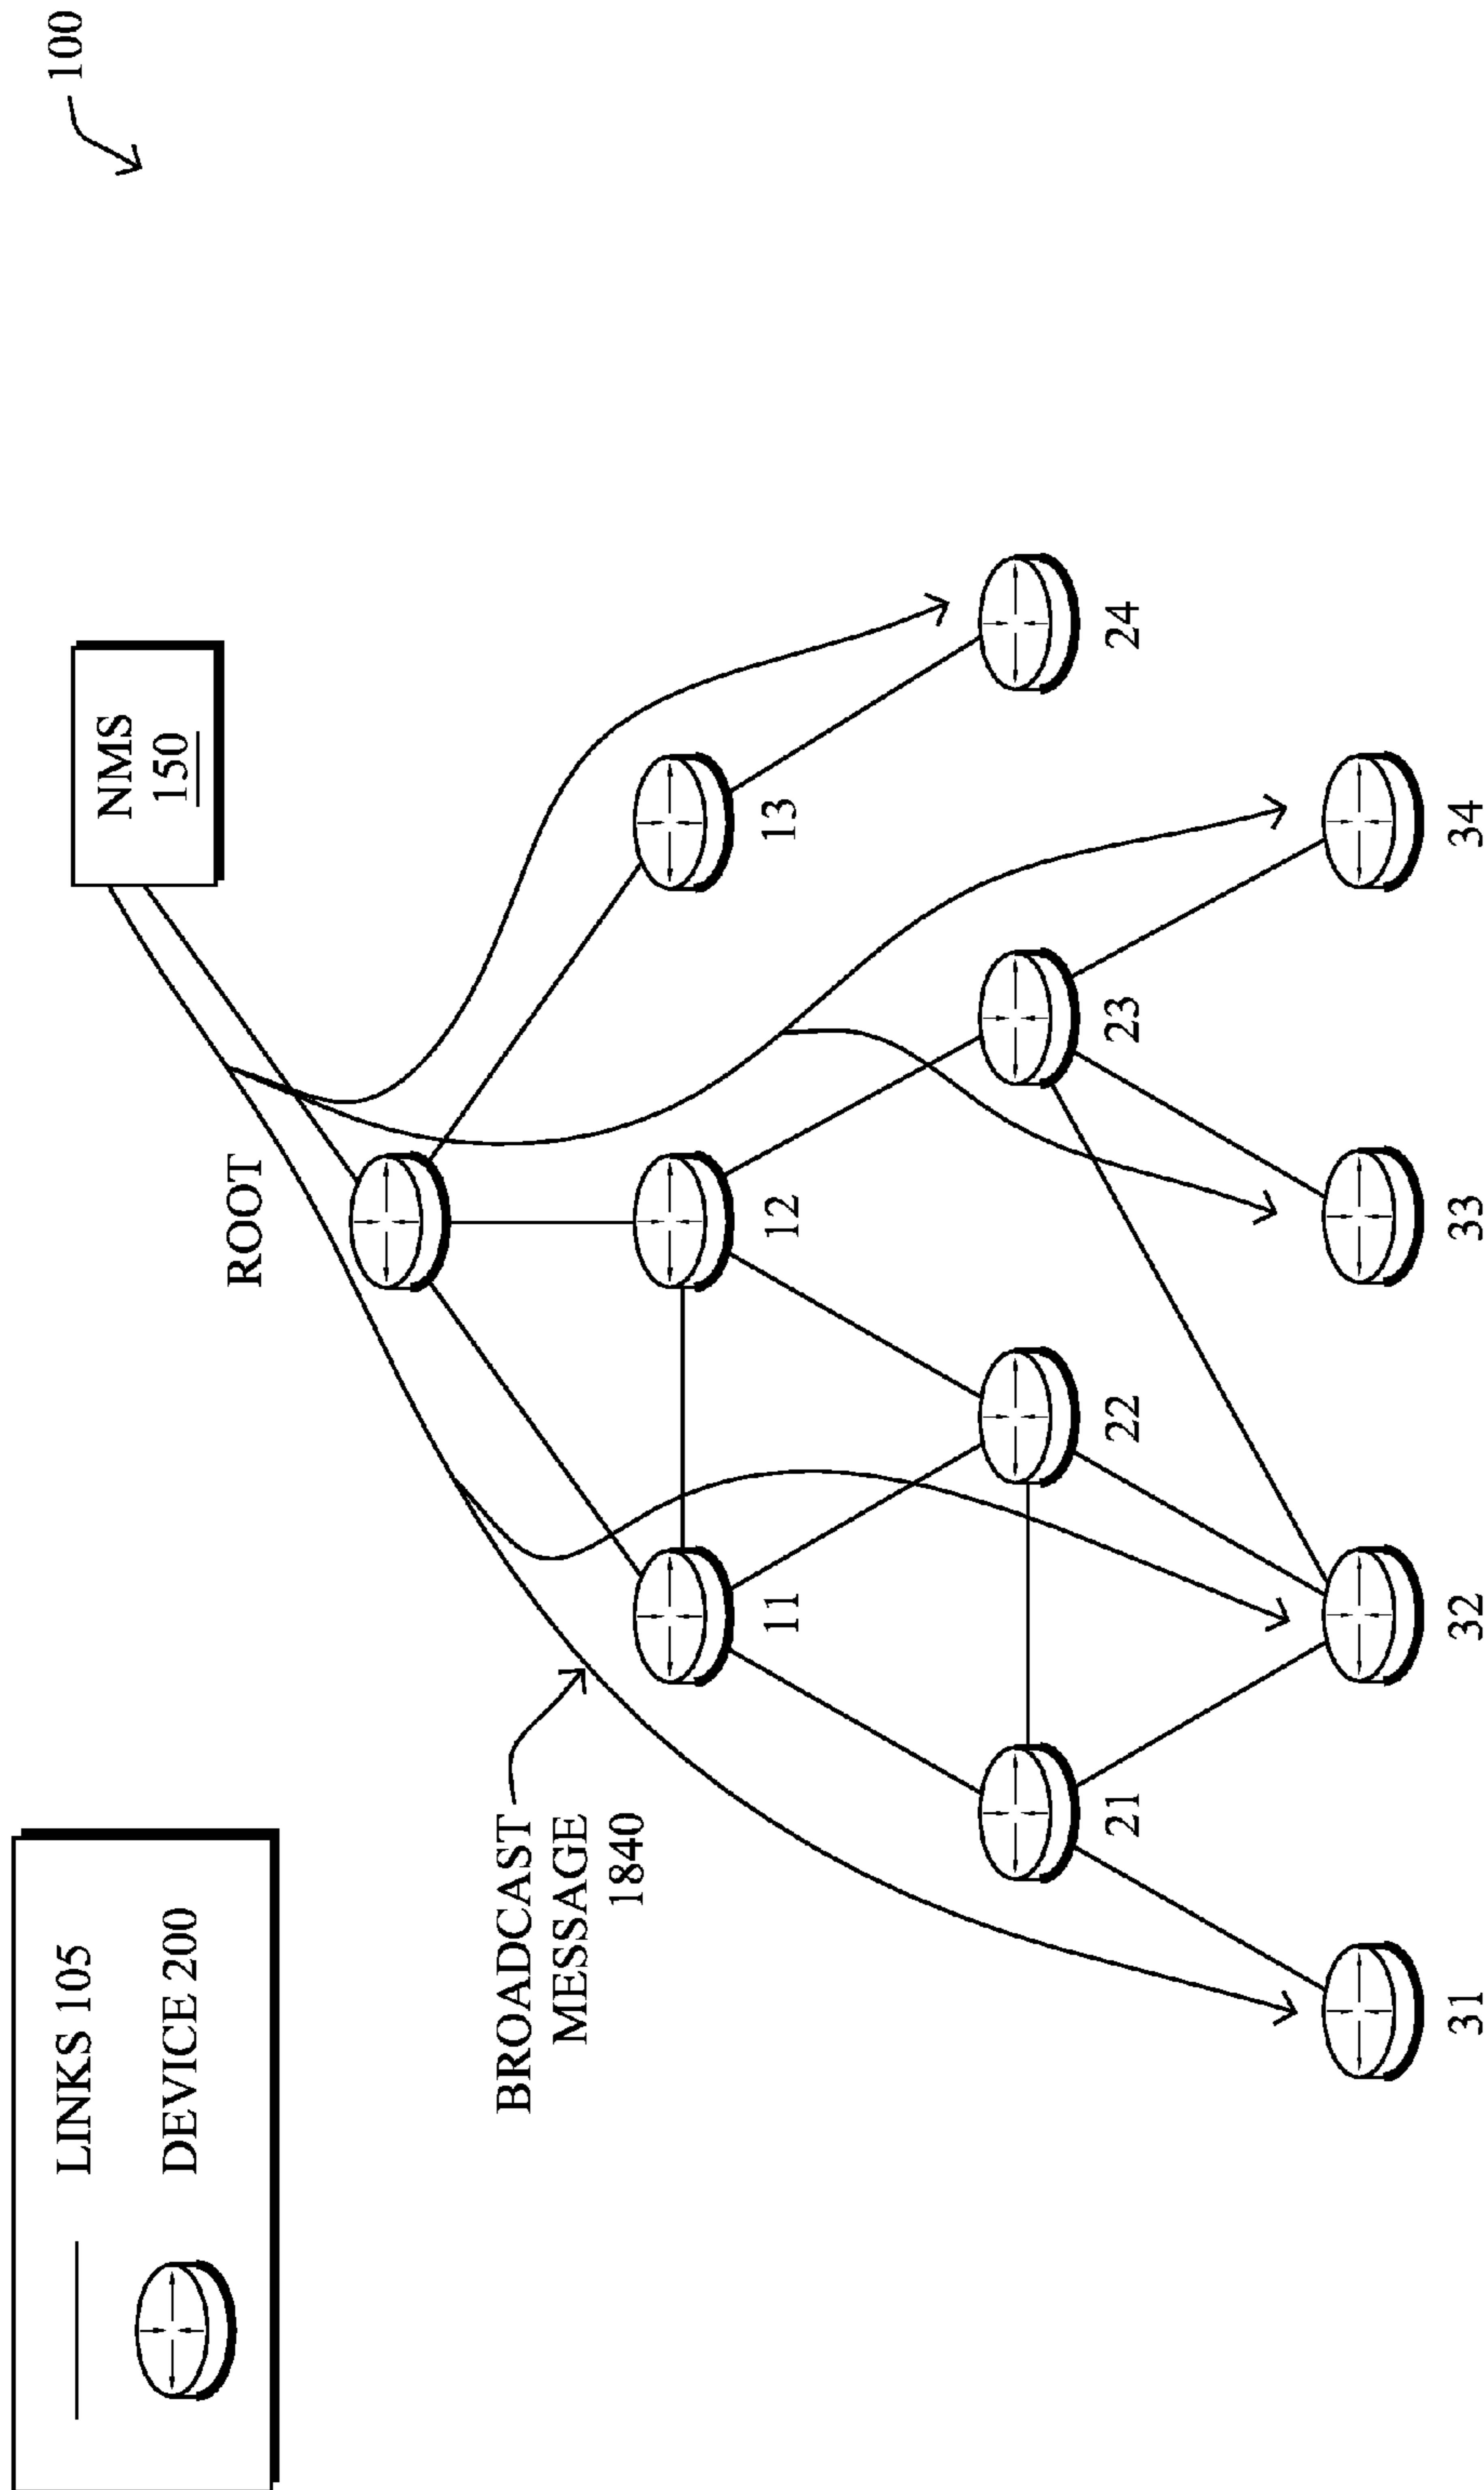 100
NMS
150
ROOT
LINKS 105
DEVICE 200
BROADCAST
MESSAGE
1840
11
12
13
21
22
23
24
31
32
33
34